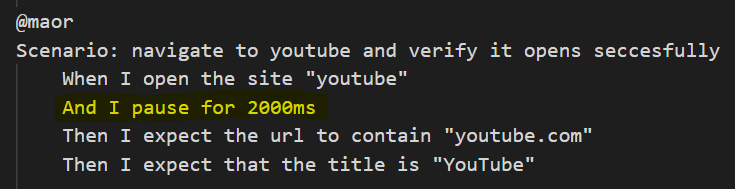 @maor
Scenario: navigate to youtube and verify it opens seccesfully
When I open the site "youtube"
And I pause for 2000ms
Then I expect the url to contain "youtube.com"
Then I expect that the title is "YouTube"